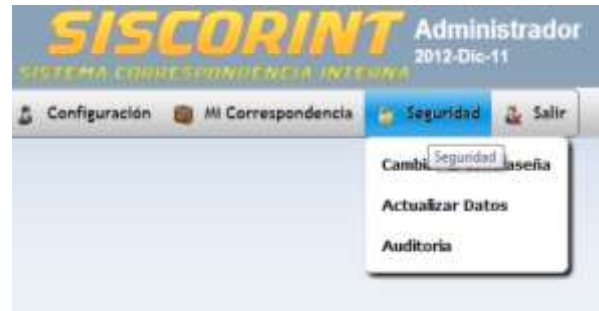 SISCORINT
Administrador
2012-Dic-11
SISTEMA CORRESPONDENCIA INTERNA
Configuración Mi Correspondencia Seguridad Salir
Seguridad
Actualizar Datos
Auditoria